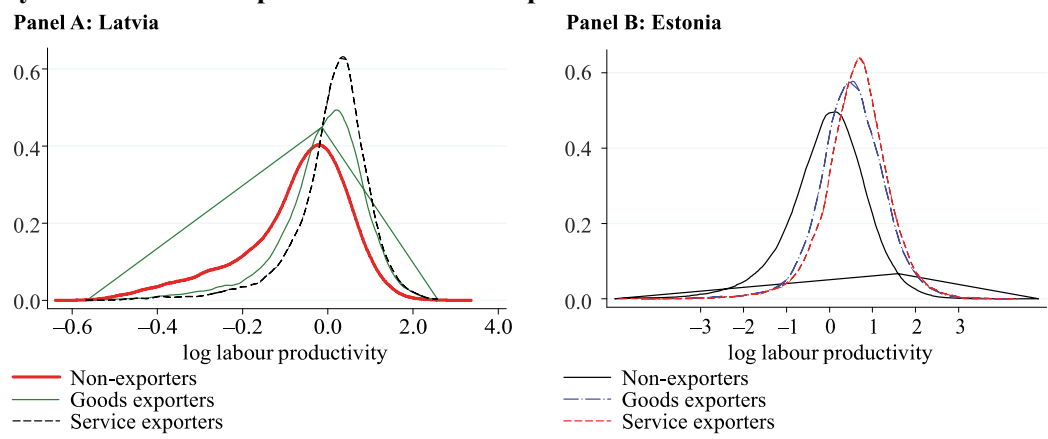 Panel A: Latvia
0.6
0.4
0.2
0.0
–0.6 –0.4 –0.2 0.0 2.0 4.0
log labour productivity
Non-exporters
Goods exporters
Service exporters
Panel B: Estonia
0.6
0.4
0.2
0.0
–3 –2 –1 0 1 2 3
log labour productivity
Non-exporters
Goods exporters
Service exporters